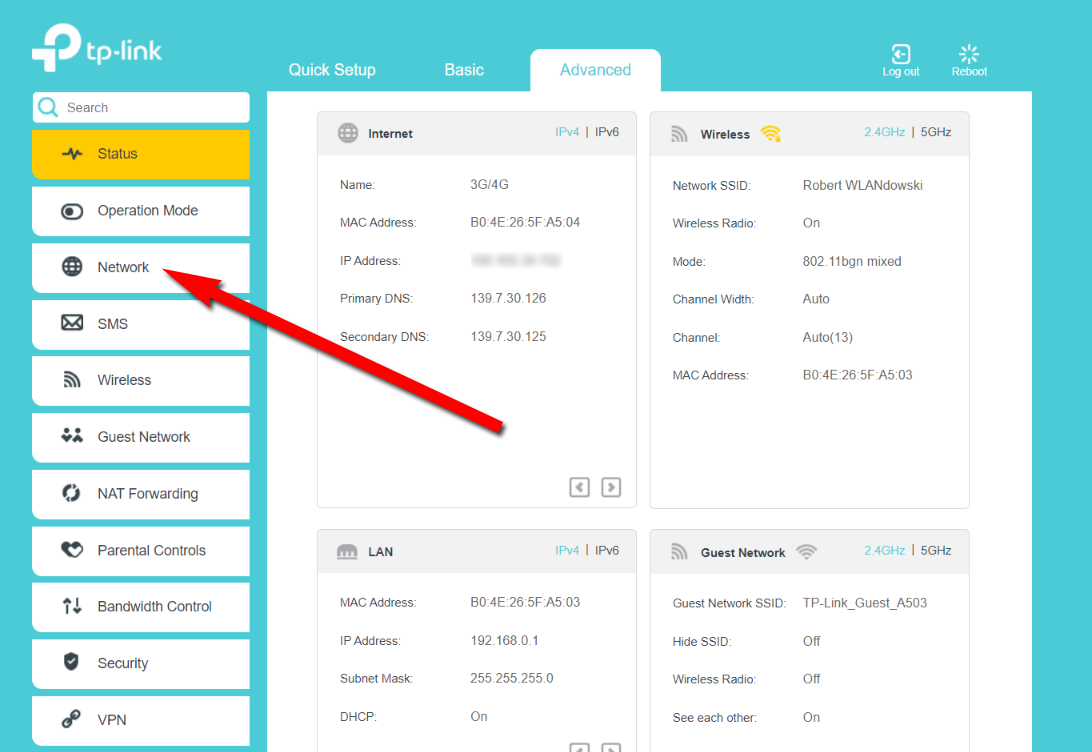 tp-link
Quick Setup
Basic
Advanced
Log out
Reboot
Search
Status
Operation Mode
Network
SMS
Wireless
Guest Network
NAT Forwarding
Parental Controls
Bandwidth Control
Security
VPN
Internet IPv4 | IPv6
Name: 3G/4G
MAC Address: B0:4E:26:5F:A5:04
IP Address:
Primary DNS: 139.7.30.126
Secondary DNS: 139.7.30.125
Wireless 2.4GHz | 5GHz
Network SSID: Robert WLANdowski
Wireless Radio: On
Mode: 802.11bgn mixed
Channel Width: Auto
Channel: Auto(13)
MAC Address: B0:4E:26:5F:A5:03
LAN IPv4 | IPv6
MAC Address: B0:4E:26:5F:A5:03
IP Address: 192.168.0.1
Subnet Mask: 255.255.255.0
DHCP: On
Guest Network 2.4GHz | 5GHz
Guest Network SSID: TP-Link_Guest_A503
Hide SSID: Off
Wireless Radio: Off
See each other: On